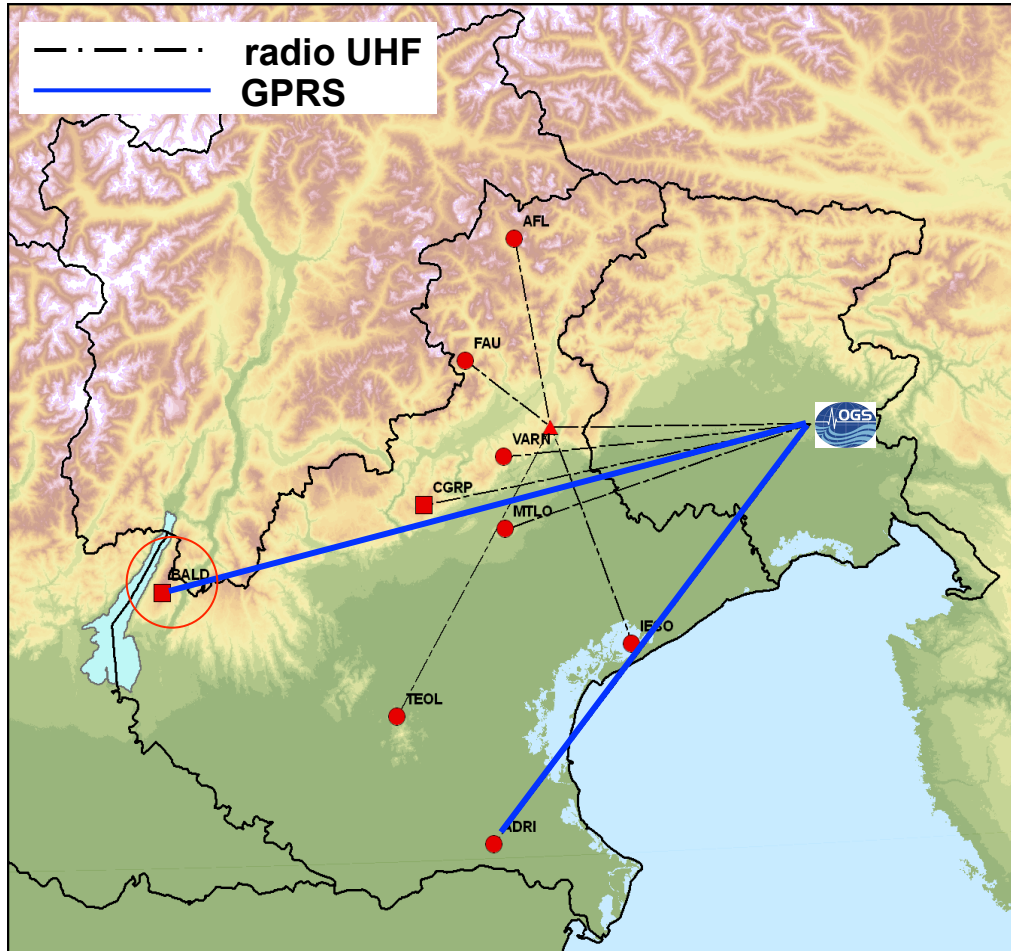 radio UHF
GPRS
AFL
FAU
OGS
VARN
CGRP
MTLO
BALD
IESO
TEOL
ADRI